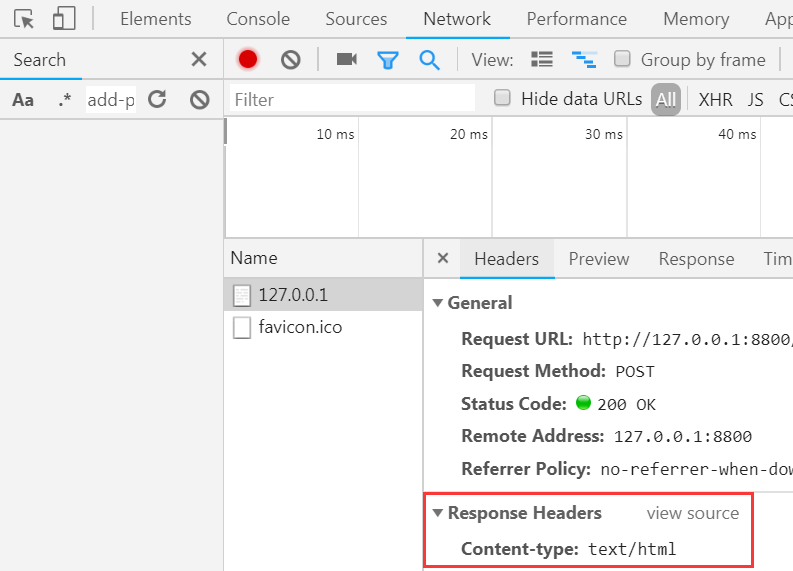 Elements Console Sources Network Performance Memory App
Search View: Group by frame
Aa .* add-p Filter Hide data URLs All XHR JS CS
10 ms 20 ms 30 ms 40 ms
Name Headers Preview Response Tim
127.0.0.1
favicon.ico
General
Request URL: http://127.0.0.1:8800/
Request Method: POST
Status Code: 200 OK
Remote Address: 127.0.0.1:8800
Referrer Policy: no-referrer-when-dow
Response Headers view source
Content-type: text/html